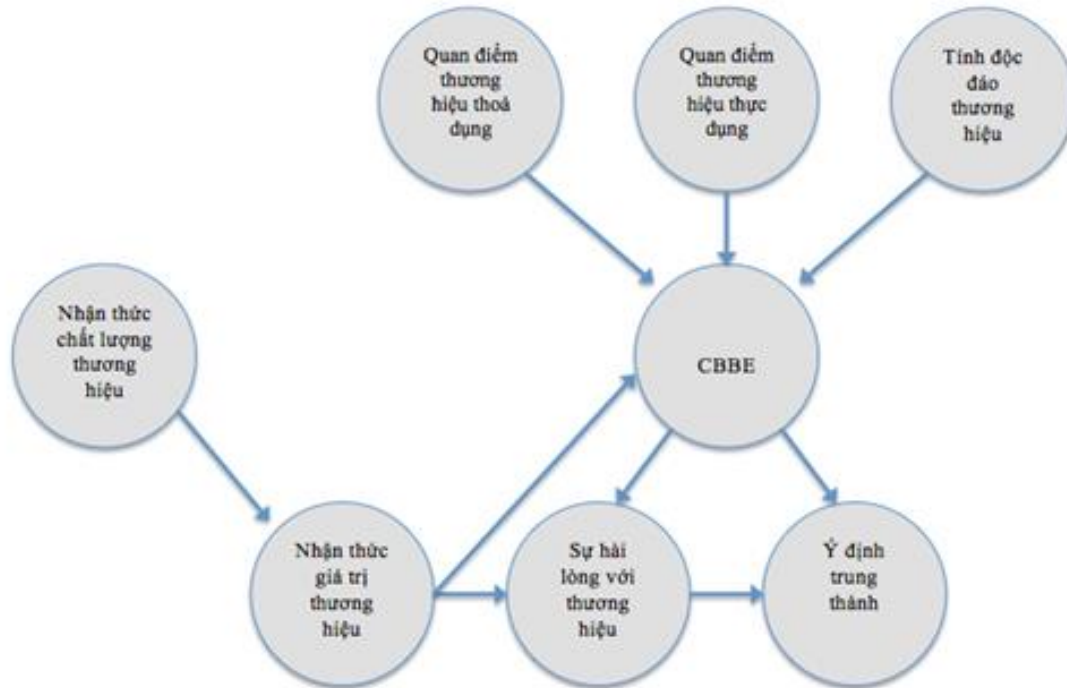 Quan điểm
thương
hiệu thoả
dụng
Quan điểm
thương
hiệu thực
dụng
Tính độc
đáo
thương
hiệu
Nhận thức
chất lượng
thương
hiệu
CBBE
Nhận thức
giá trị
thương
hiệu
Sự hài
lòng với
thương
hiệu
Ý định
trung
thành